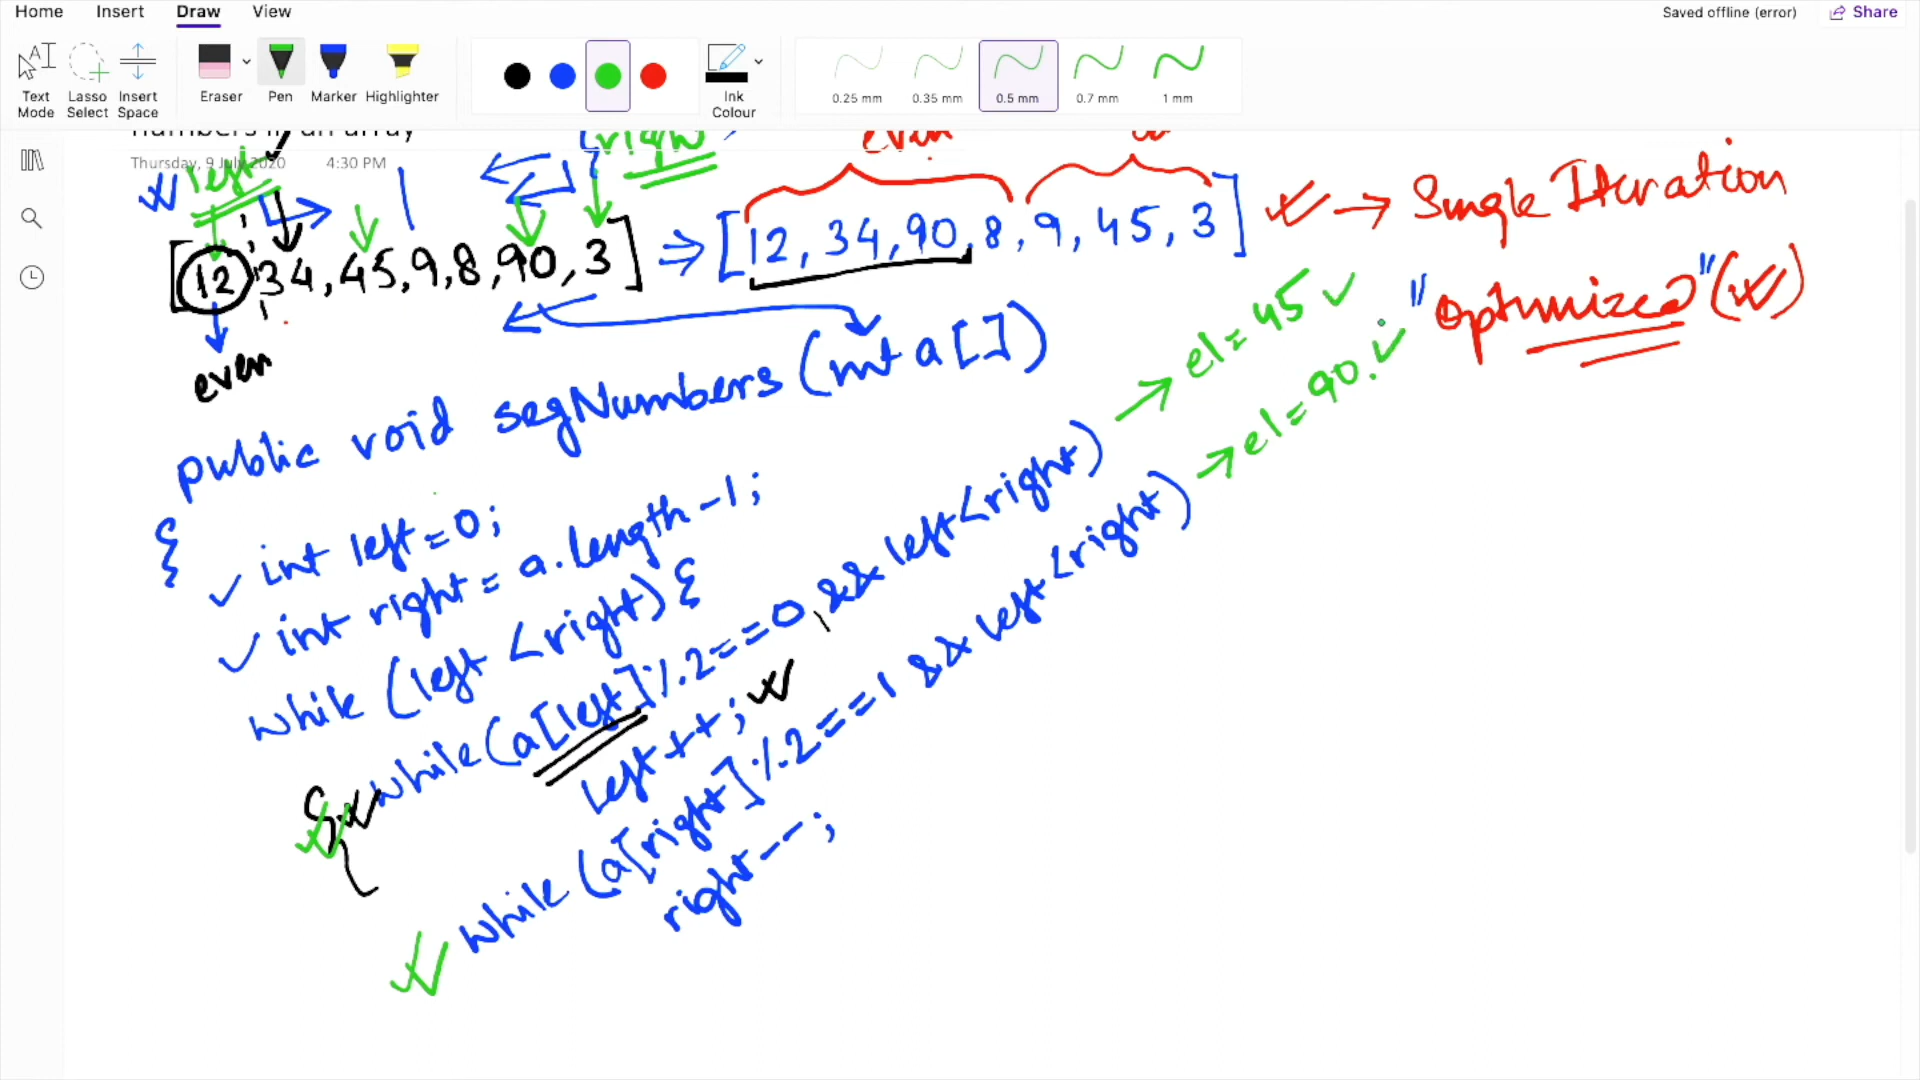 Home Insert Draw View
Saved offline (error) Share
Text Mode
Lasso Select
Insert Space
Eraser
Pen
Marker
Highlighter
Ink Colour
0.25 mm 0.35 mm 0.5 mm 0.7 mm 1 mm
numbers in an array
Thursday, 9 July 2020 4:30 PM
left
right
even
[12, 34, 45, 9, 8, 90, 3] ⇒ [12, 34, 90, 8, 9, 45, 3] → Single Iteration
"Optimized"
even
public void segNumbers (int a[])
{
int left = 0;
int right = a.length-1;
while (left < right) {
while (a[left] % 2 == 0 && left < right) → el = 45
left++;
while (a[right] % 2 == 1 && left < right) → el = 90.
right--;